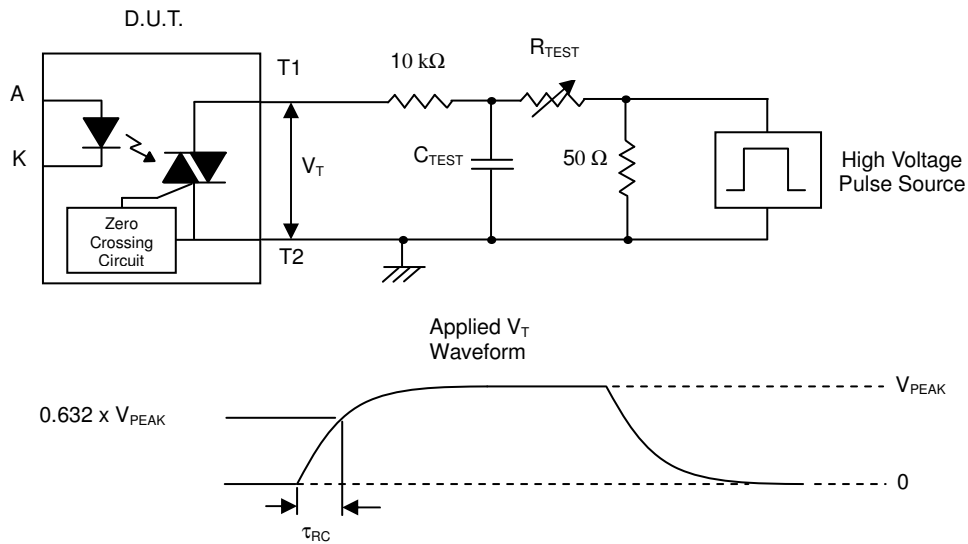 D.U.T.
A
K
T1
T2
V_T
Zero
Crossing
Circuit
10 kΩ
R_TEST
C_TEST
50 Ω
High Voltage
Pulse Source
Applied V_T
Waveform
V_PEAK
0.632 x V_PEAK
0
τ_RC